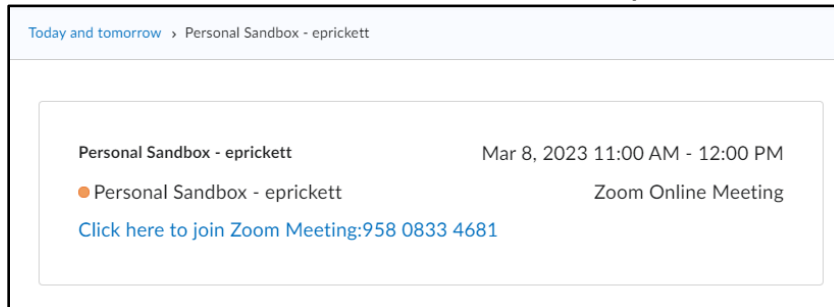 Today and tomorrow › Personal Sandbox - eprickett
Personal Sandbox - eprickett Mar 8, 2023 11:00 AM - 12:00 PM
Personal Sandbox - eprickett Zoom Online Meeting
Click here to join Zoom Meeting:958 0833 4681